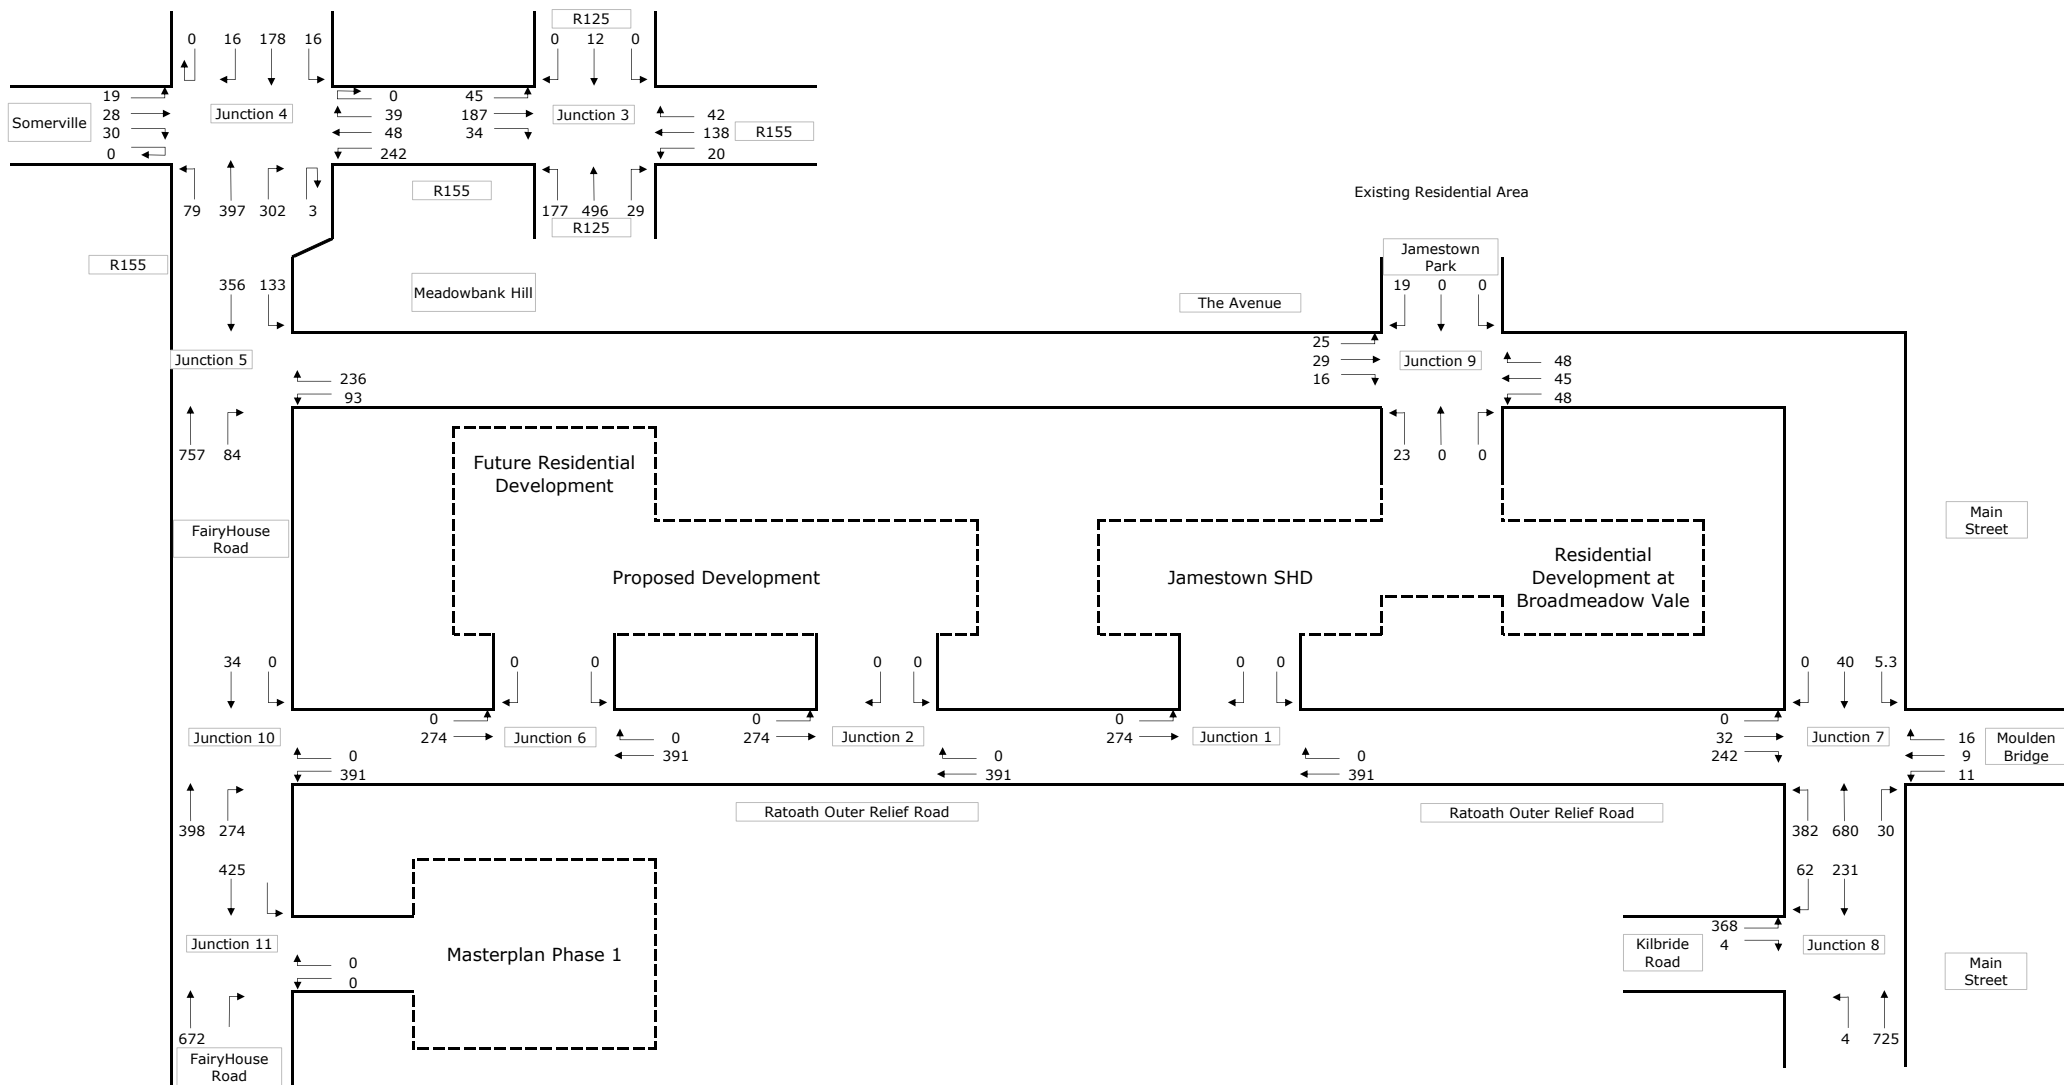 R125
0 16 178 16
0 12 0
19
28
30
0
Somerville
Junction 4
0
39
48
242
45
187
34
Junction 3
42
138
20
R155
79 397 302 3
R155
177 496 29
R125
Existing Residential Area
R155
356 133
Meadowbank Hill
The Avenue
Jamestown
Park
19 0 0
Junction 5
236
93
25
29
16
Junction 9
48
45
48
757 84
23 0 0
Future Residential
Development
FairyHouse
Road
Main
Street
Proposed Development
Jamestown SHD
Residential
Development at
Broadmeadow Vale
34 0
0 0
0 0
0 0
0 40 5.3
Junction 10
0
391
0
274
Junction 6
0
391
0
274
Junction 2
0
391
0
274
Junction 1
0
391
0
32
242
Junction 7
16
9
11
Moulden
Bridge
Ratoath Outer Relief Road
Ratoath Outer Relief Road
398 274
382 680 30
425
62 231
Junction 11
0
0
Masterplan Phase 1
368
4
Kilbride
Road
Junction 8
Main
Street
672
4 725
FairyHouse
Road